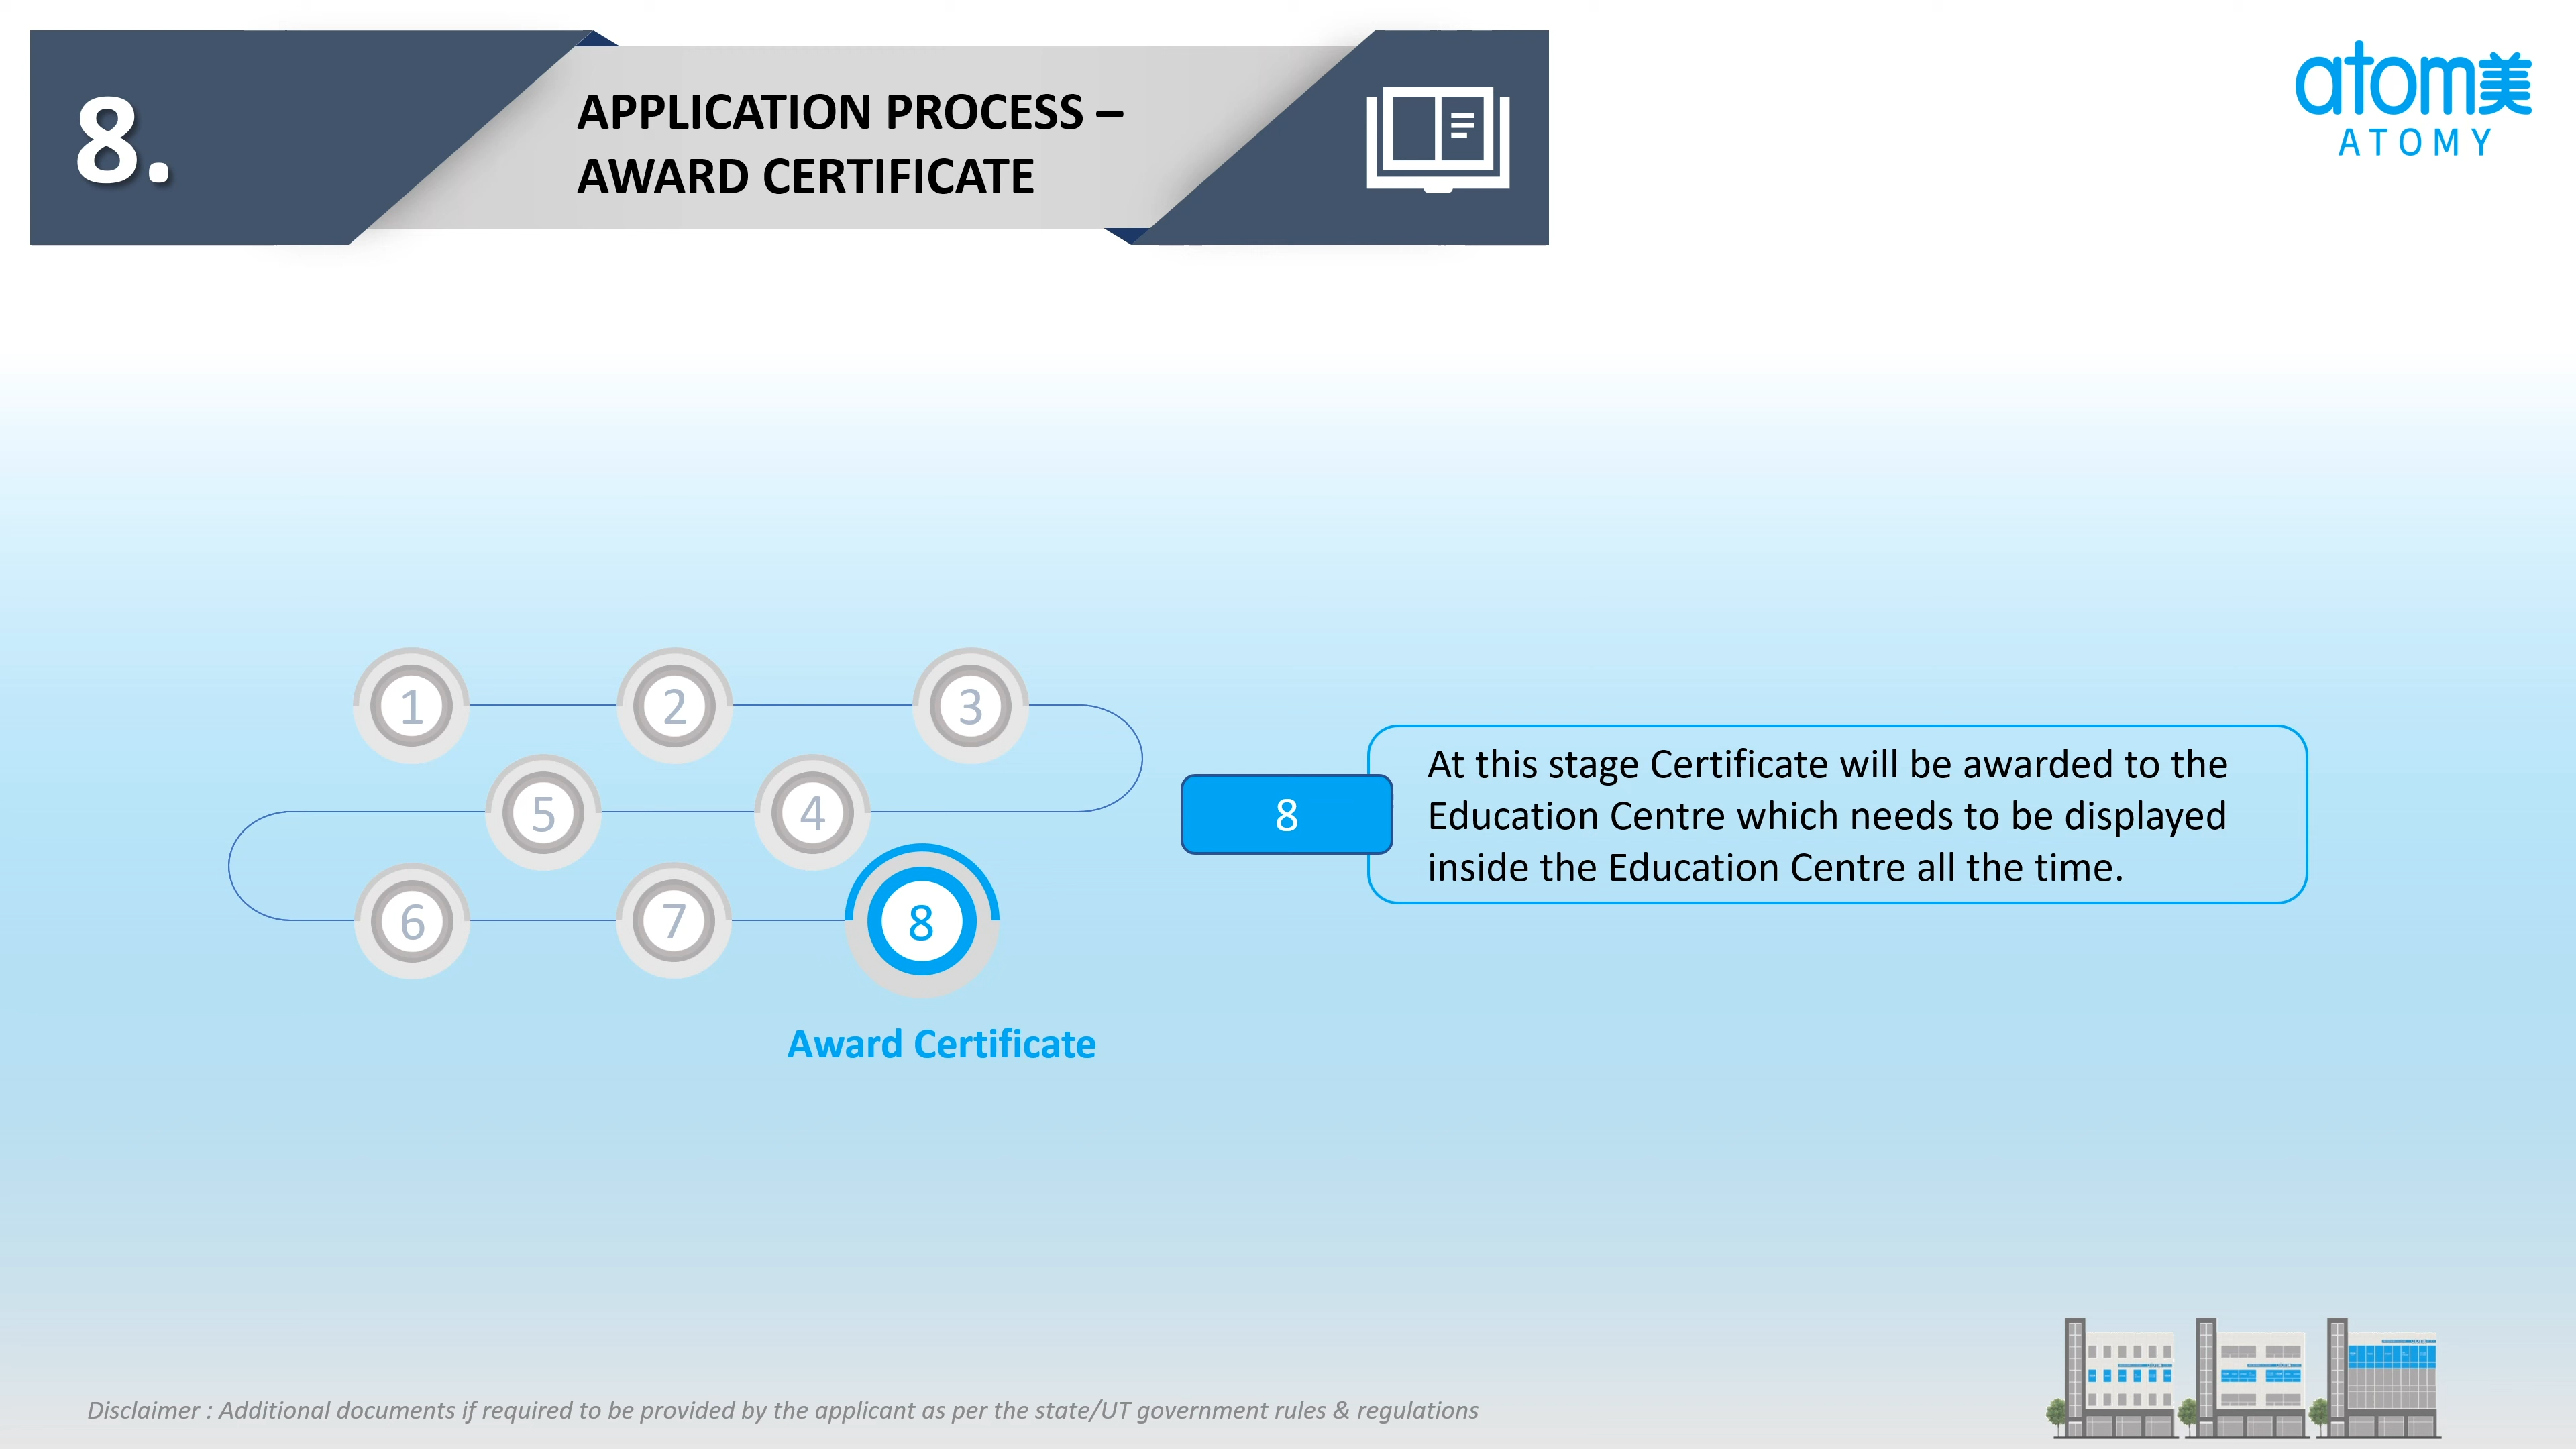 8.
APPLICATION PROCESS –
AWARD CERTIFICATE
atom美
ATOMY
1
2
3
5
4
6
7
8
Award Certificate
8
At this stage Certificate will be awarded to the
Education Centre which needs to be displayed
inside the Education Centre all the time.
Disclaimer : Additional documents if required to be provided by the applicant as per the state/UT government rules & regulations